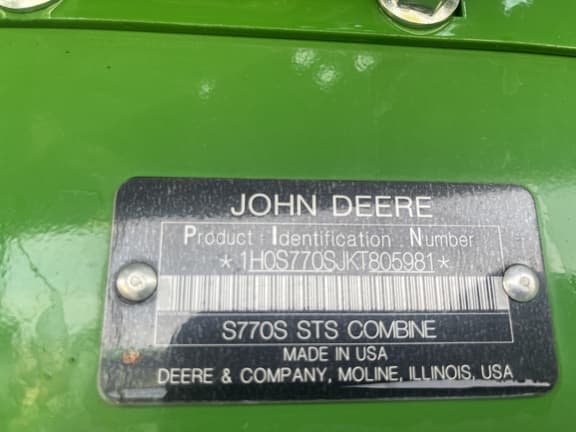 JOHN DEERE
Product Identification Number
*1H0S770SJKT805981*
S770S STS COMBINE
MADE IN USA
DEERE & COMPANY, MOLINE, ILLINOIS, USA